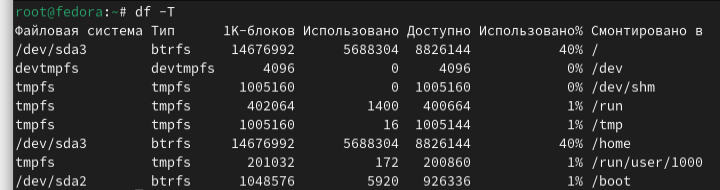 root@fedora:~# df -T
Файловая система Тип 1K-блоков Использовано Доступно Использовано% Cмонтировано в
/dev/sda3 btrfs 14676992 5688304 8826144 40% /
devtmpfs devtmpfs 4096 0 4096 0% /dev
tmpfs tmpfs 1005160 0 1005160 0% /dev/shm
tmpfs tmpfs 402064 1400 400664 1% /run
tmpfs tmpfs 1005160 16 1005144 1% /tmp
/dev/sda3 btrfs 14676992 5688304 8826144 40% /home
tmpfs tmpfs 201032 172 200860 1% /run/user/1000
/dev/sda2 btrfs 1048576 5920 926336 1% /boot